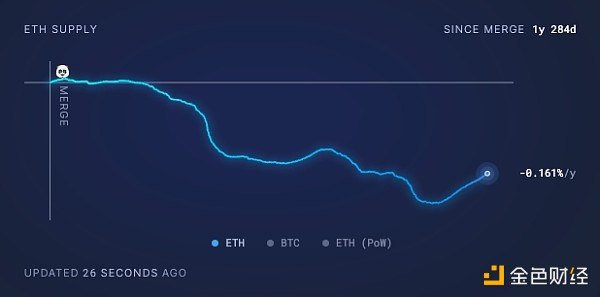 ETH SUPPLY
SINCE MERGE 1y 284d
MERGE
-0.161%/y
ETH
BTC
ETH (PoW)
UPDATED 26 SECONDS AGO
金色财经